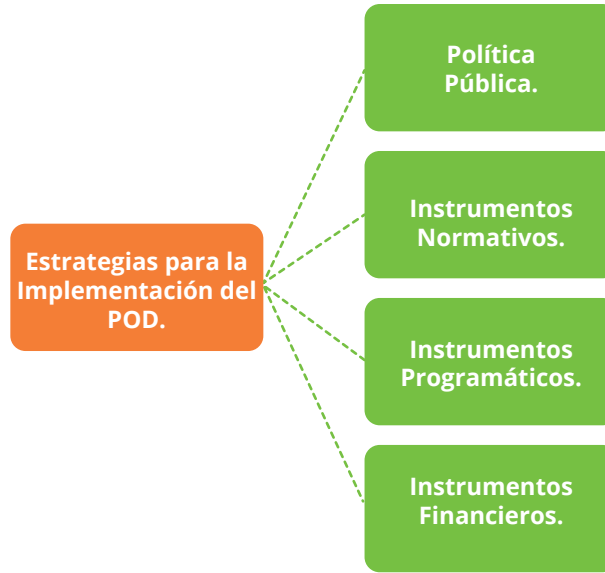 Política
Pública.
Instrumentos
Normativos.
Estrategias para la
Implementación del
POD.
Instrumentos
Programáticos.
Instrumentos
Financieros.